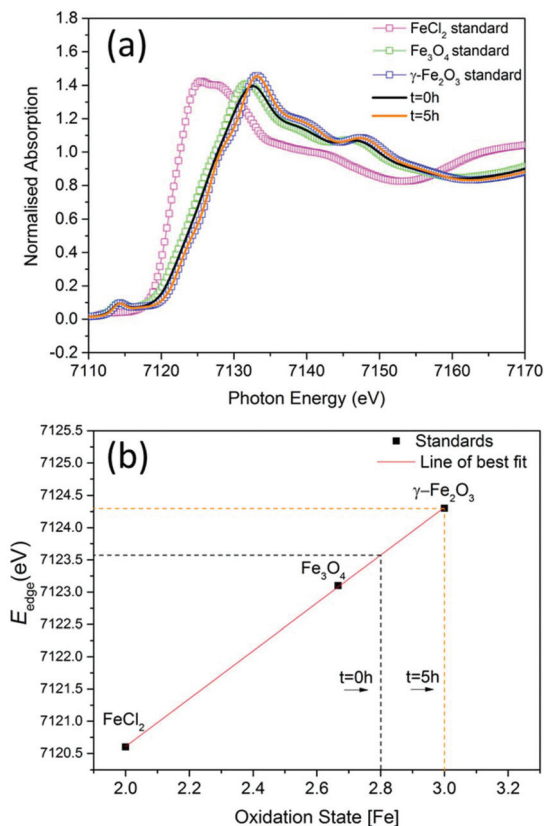 (a)
FeCl₂ standard
Fe₃O₄ standard
γ-Fe₂O₃ standard
t=0h
t=5h
1.8
1.6
1.4
1.2
1.0
0.8
0.6
0.4
0.2
0.0
-0.2
Normalised Absorption
7110 7120 7130 7140 7150 7160 7170
Photon Energy (eV)
(b)
Standards
Line of best fit
γ–Fe₂O₃
Fe₃O₄
FeCl₂
t=0h
t=5h
7125.5
7125.0
7124.5
7124.0
7123.5
7123.0
7122.5
7122.0
7121.5
7121.0
7120.5
E_edge(eV)
2.0 2.2 2.4 2.6 2.8 3.0 3.2
Oxidation State [Fe]